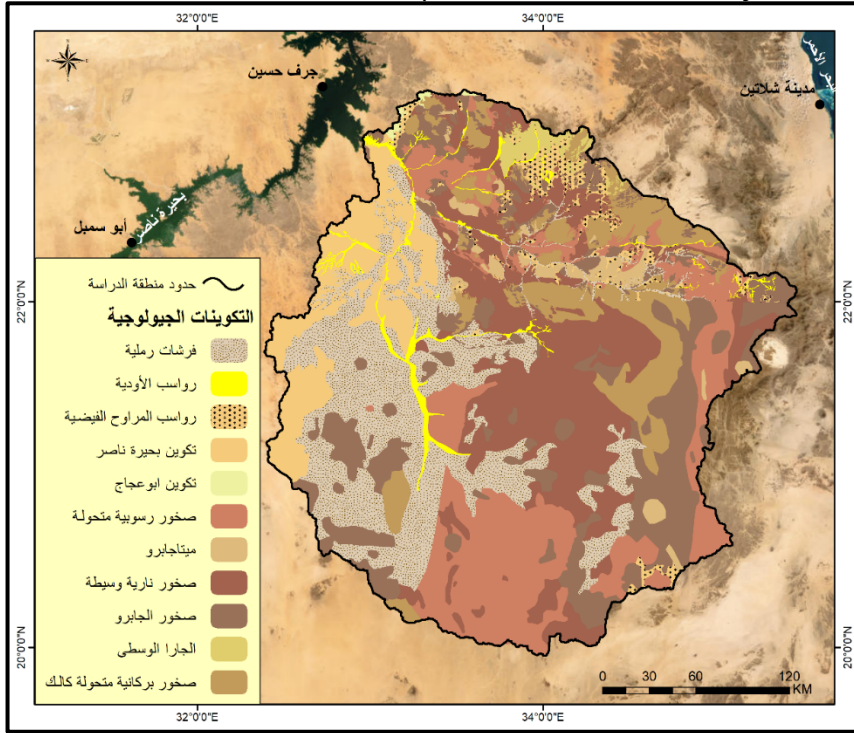 32°0'0"E
34°0'0"E
جرف حسين
مدينة شلاتين
البحر الأحمر
بحيرة ناصر
أبو سمبل
22°0'0"N
22°0'0"N
حدود منطقة الدراسة
التكوينات الجيولوجية
فرشات رملية
رواسب الأودية
رواسب المراوح الفيضية
تكوين بحيرة ناصر
تكوين ابوعجاج
صخور رسوبية متحولة
ميتاجابرو
صخور نارية وسيطة
صخور الجابرو
الجارا الوسطى
صخور بركانية متحولة كالك
20°0'0"N
20°0'0"N
0 30 60 120
KM
32°0'0"E
34°0'0"E